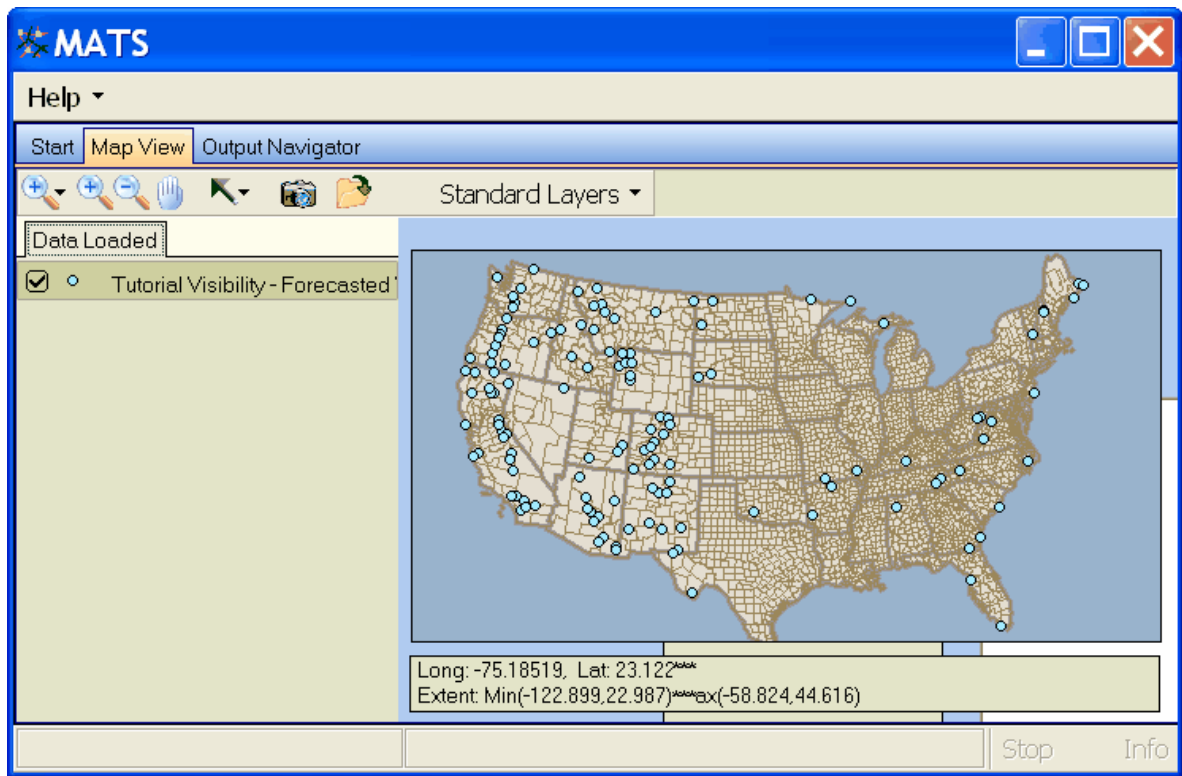 MATS
Help
Start Map View Output Navigator
Standard Layers
Data Loaded
Tutorial Visibility - Forecasted
Long: -75.18519, Lat: 23.122***
Extent: Min(-122.899,22.987)***ax(-58.824,44.616)
Stop Info